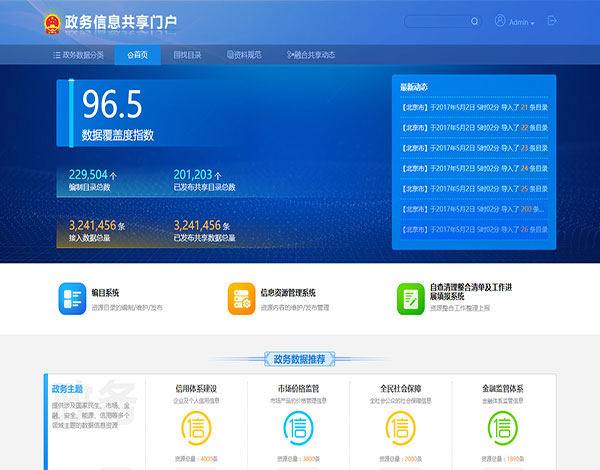 政务信息共享门户
Admin
政务数据分类
首页
目录
资料规范
融合共享动态
96.5
数据覆盖度指数
229,504 个
编制目录总数
201,203 个
已发布共享目录总数
3,241,456 条
接入数据总量
3,241,456 条
已发布共享数据总量
最新动态
【北京市】于2017年5月2日 5时02分 导入了 21 条目录
【北京市】于2017年5月2日 5时02分 导入了 22 条目录
【北京市】于2017年5月2日 5时02分 导入了 23 条目录
【北京市】于2017年5月2日 5时02分 导入了 24 条目录
【北京市】于2017年5月2日 5时02分 导入了 25 条目录
【北京市】于2017年5月2日 5时02分 导入了 200 条...
【北京市】于2017年5月2日 5时02分 导入了 26 条目录
编目系统
资源目录的编制/维护/发布
信息资源管理系统
资源内容的维护/发布管理
自查清理整合清单及工作进
展填报系统
资源整合工作整理上报
政务数据推荐
政务主题
提供涉及国家民生、市场、金
融、安全、能源、信用等多个
领域主题的数据信息资源
信用体系建设
企业及个人信用信息
信
资源总量：4000条
市场价格监管
市场产品的价格管理信息
信
资源总量：3800条
全民社会保障
全社会公众的社会保障信息
信
资源总量：2000条
金融监管体系
金融体系监管信息
信
资源总量：1890条